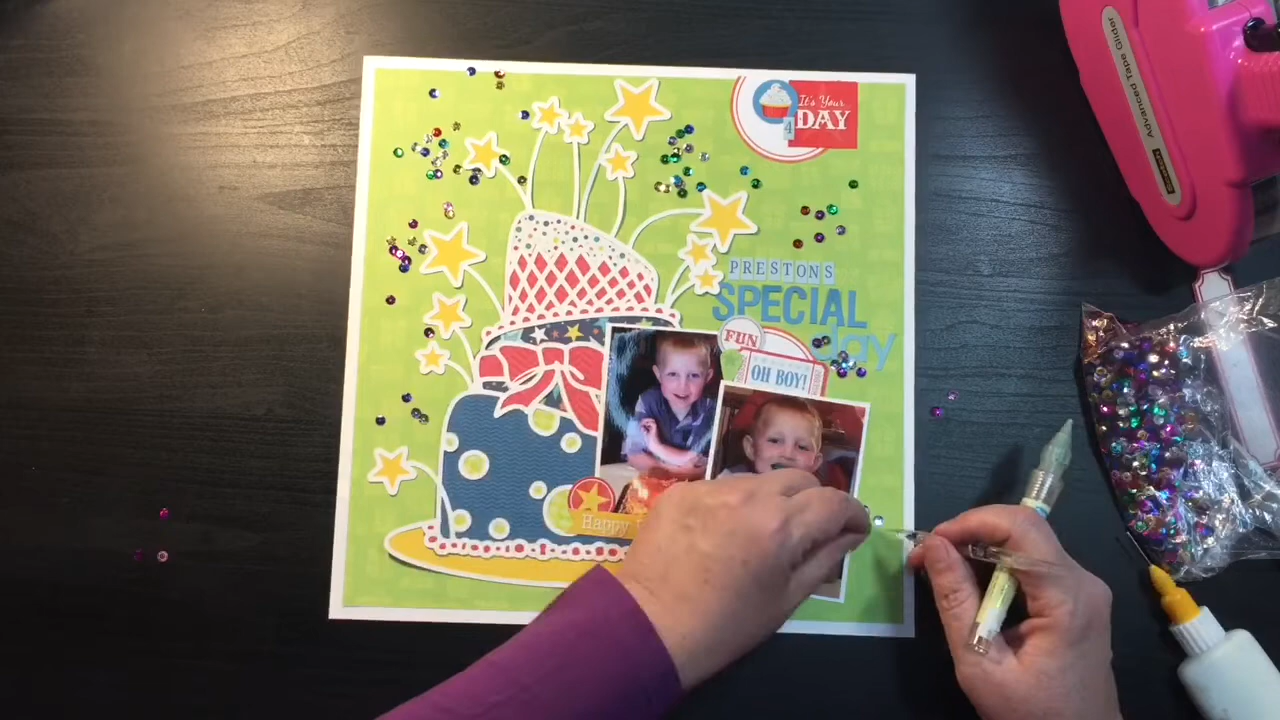 It's Your
4 DAY
PRESTONS
SPECIAL
day
FUN
OH BOY!
Happy
Advanced Tape Glider